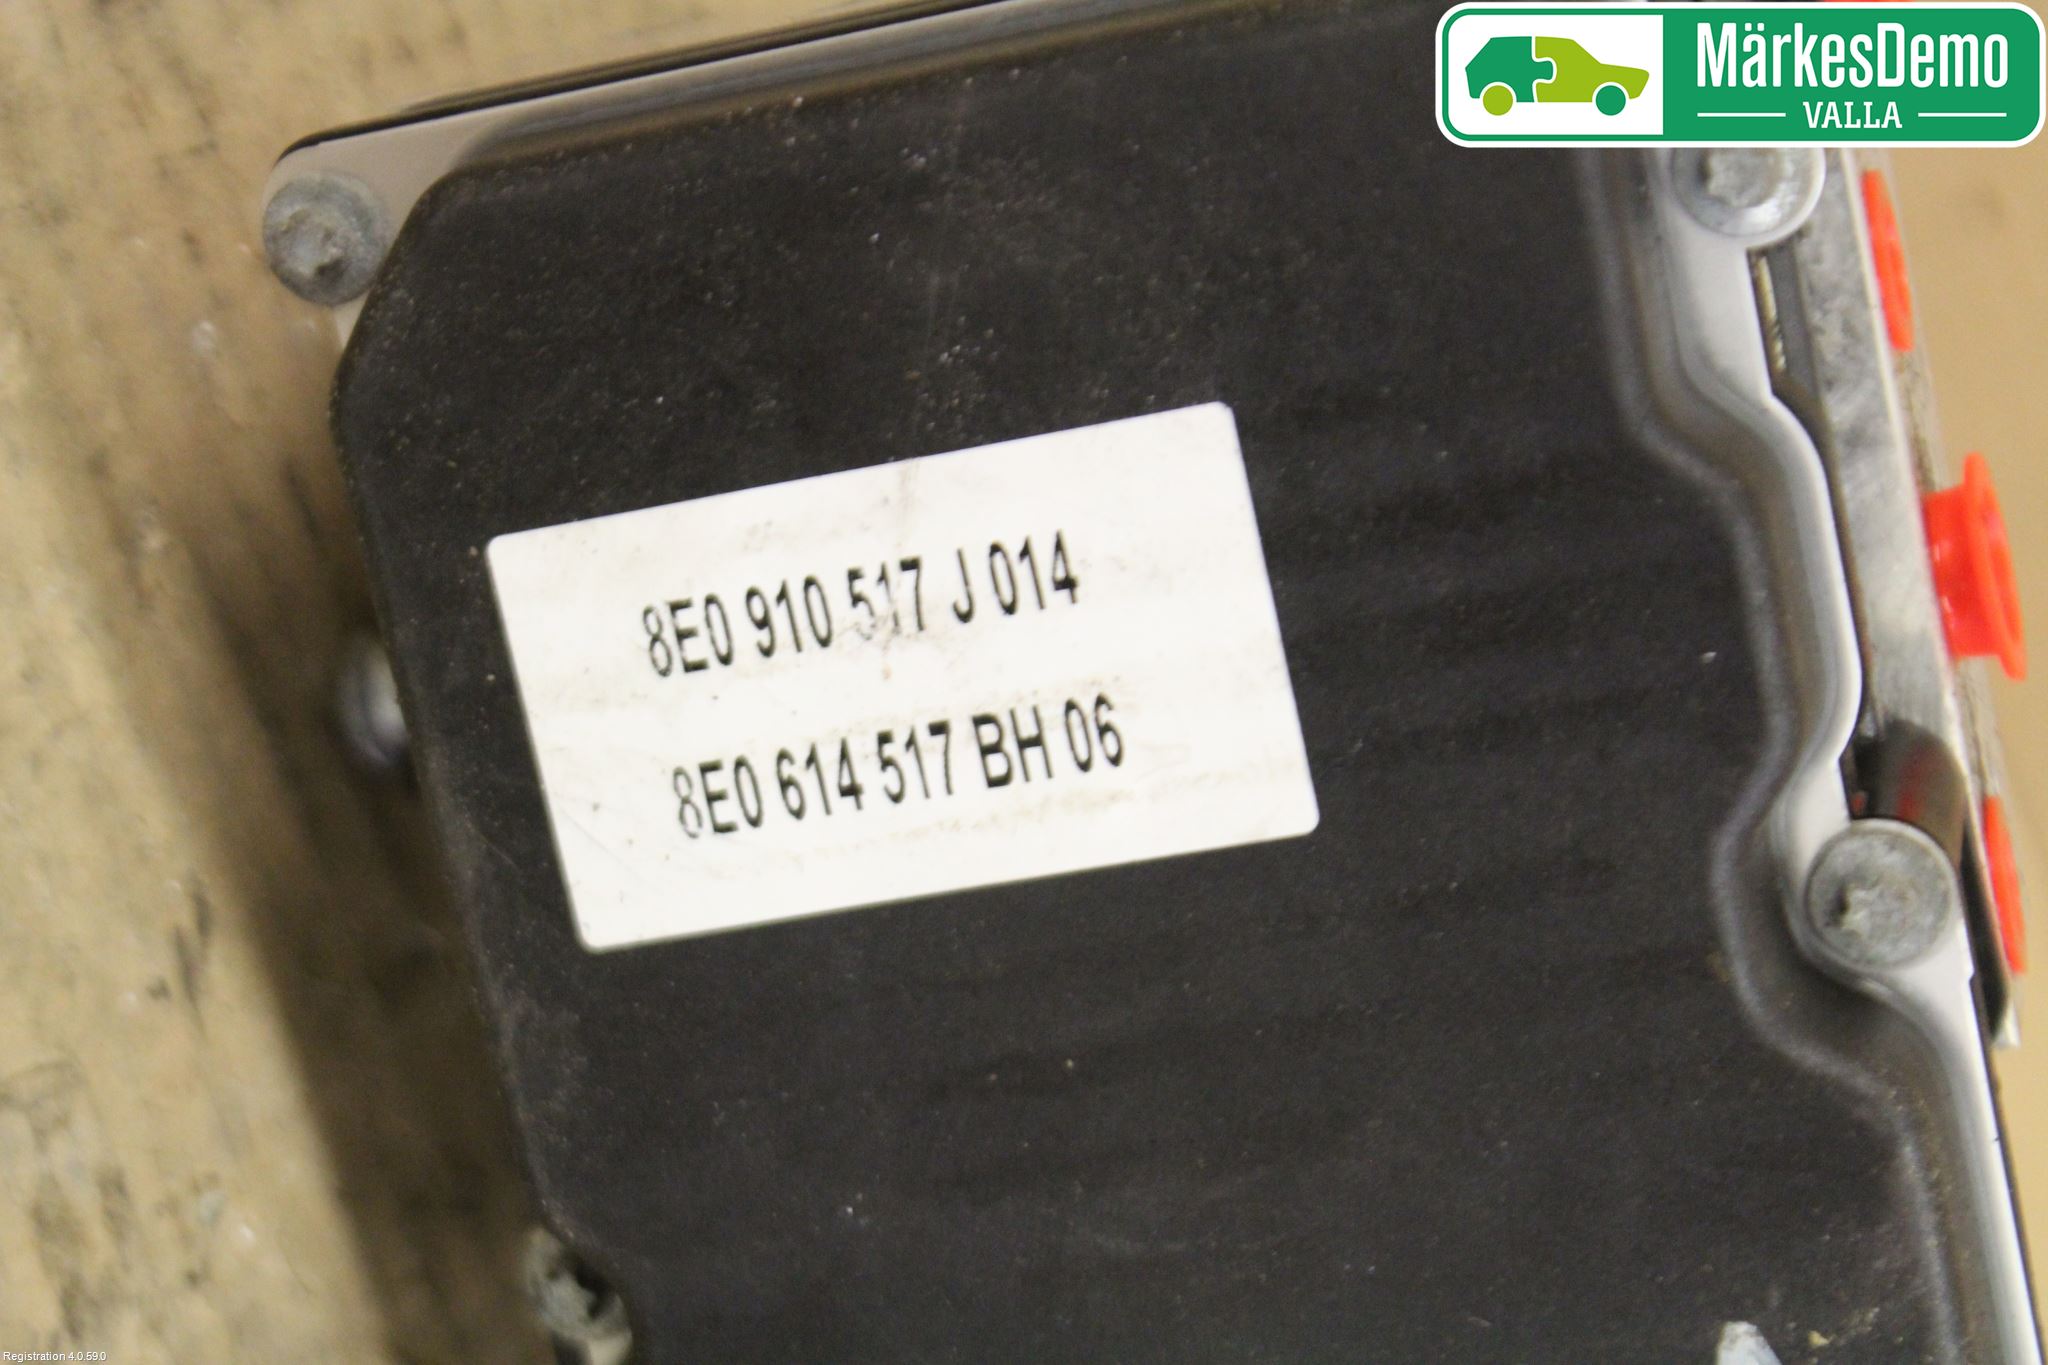 MärkesDemo
VALLA
8E0 910 517 J 014
8E0 614 517 BH 06
Registration 4.0.59.0